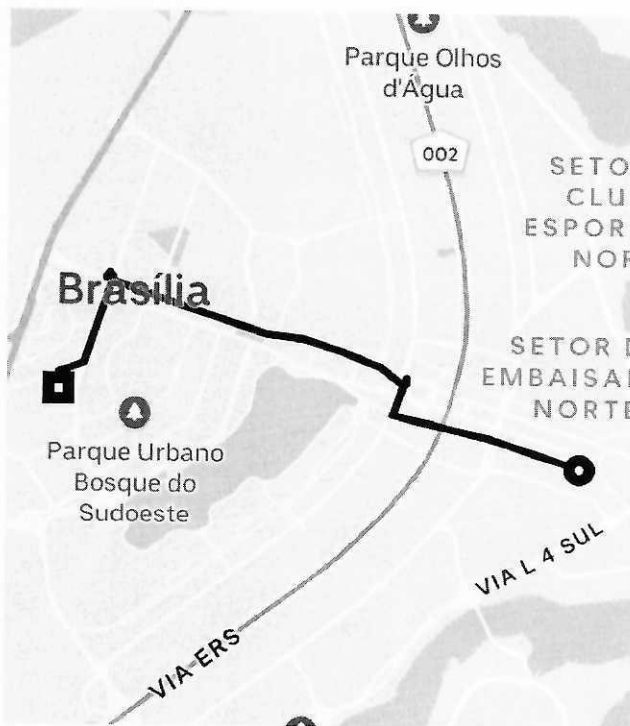 Parque Olhos
d'Água
002
SETO
CLU
ESPOR
NOR
Brasília
SETOR D
EMBAISA
NORTE
Parque Urbano
Bosque do
Sudoeste
VIA L 4 SUL
VIA ERS